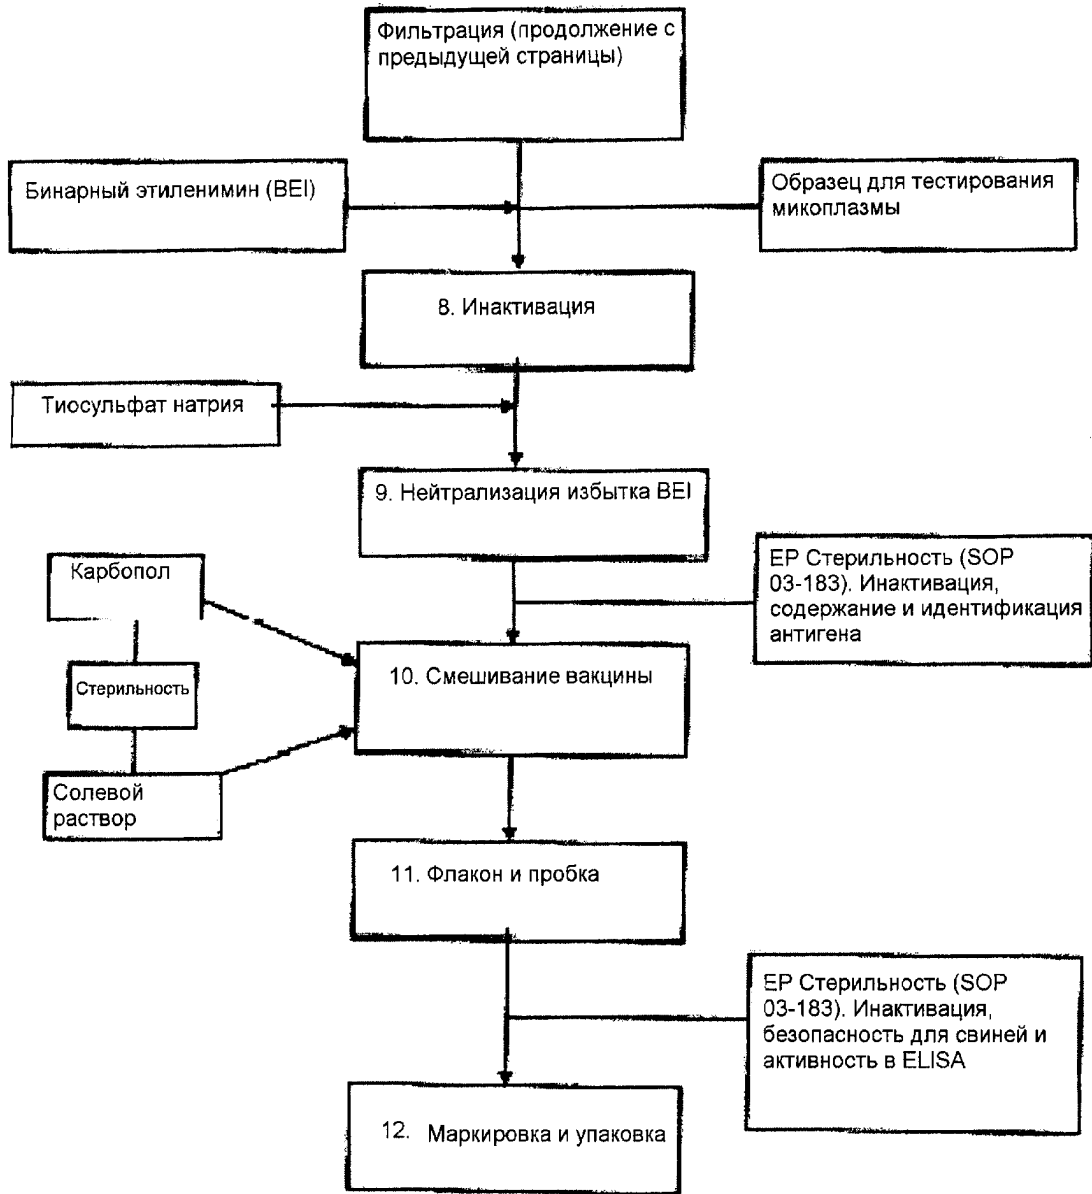 Фильтрация (продолжение с
предыдущей страницы)
Бинарный этиленимин (BEI)
Образец для тестирования
микоплазмы
8. Инактивация
Тиосульфат натрия
9. Нейтрализация избытка BEI
EP Стерильность (SOP
03-183). Инактивация,
содержание и идентификация
антигена
Карбопол
Стерильность
Солевой
раствор
10. Смешивание вакцины
11. Флакон и пробка
EP Стерильность (SOP
03-183). Инактивация,
безопасность для свиней и
активность в ELISA
12. Маркировка и упаковка